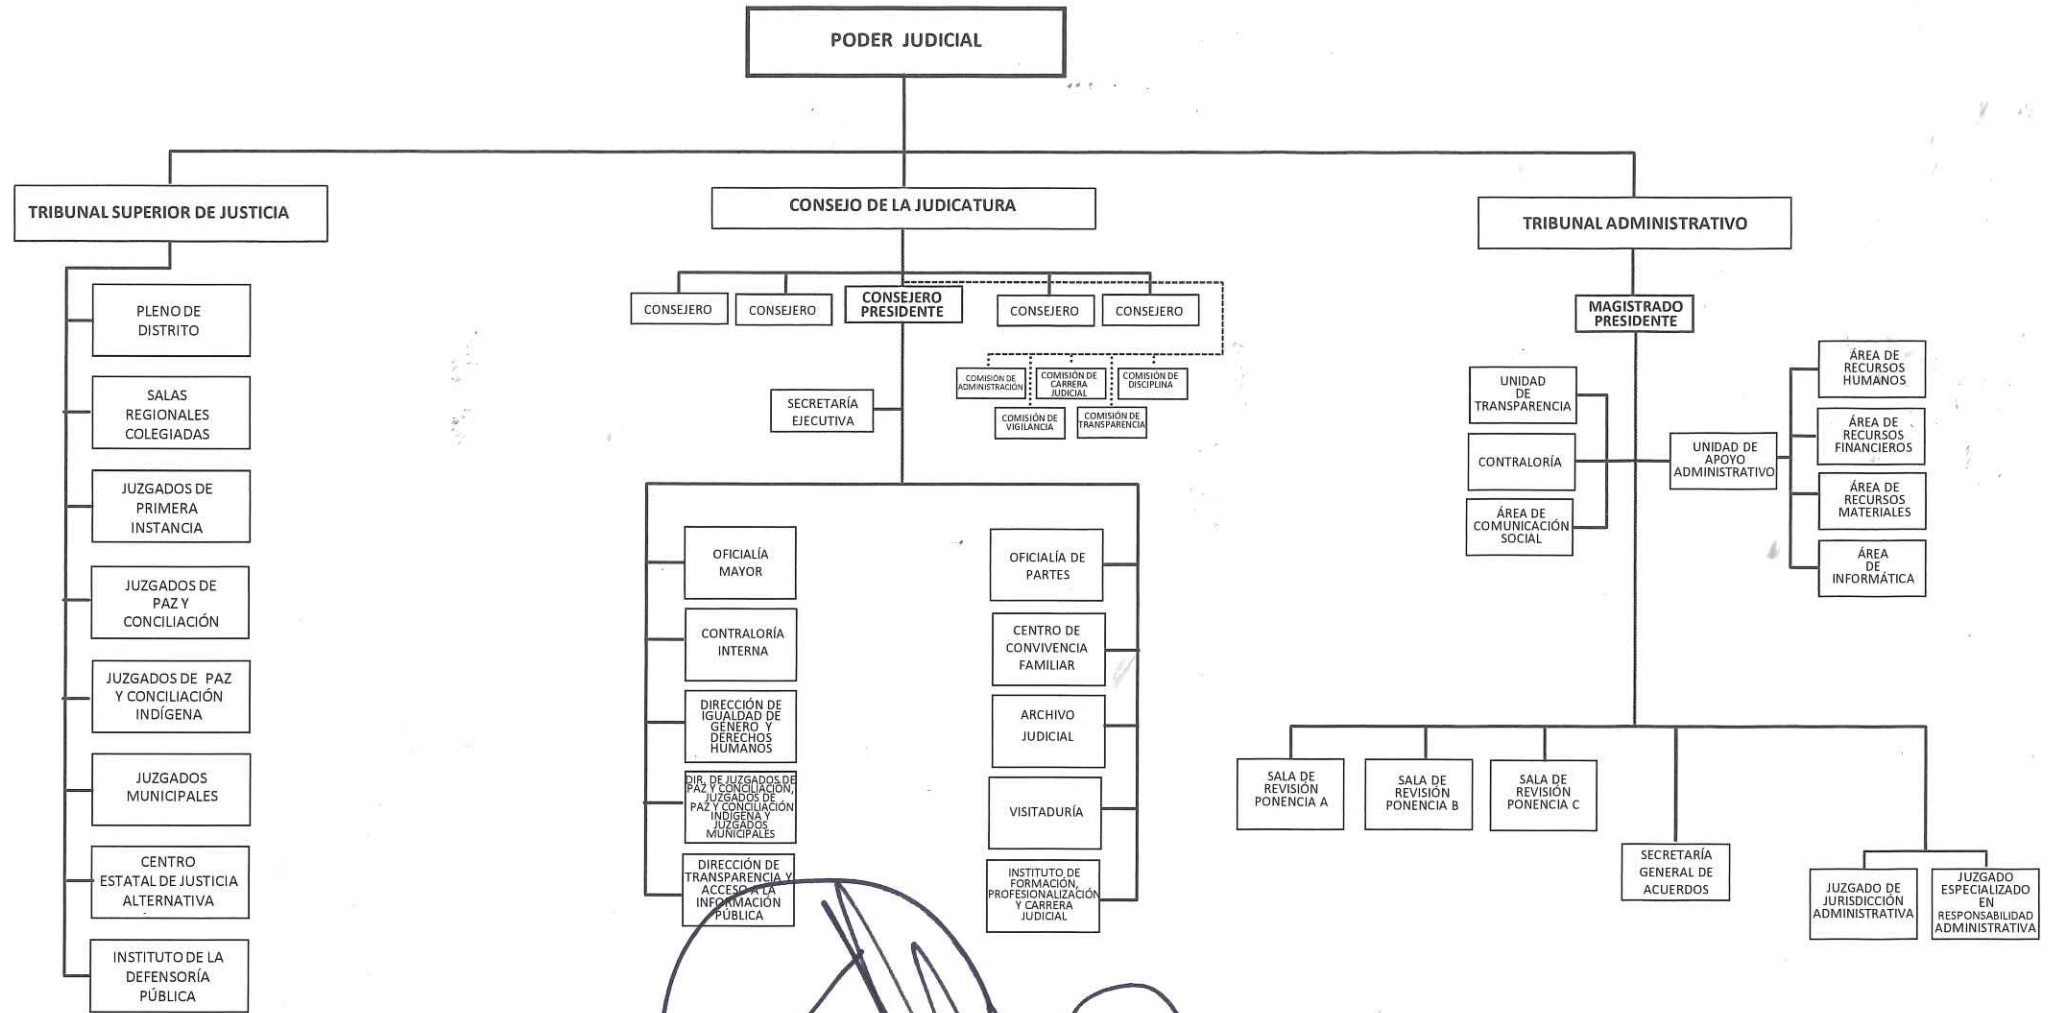 PODER JUDICIAL
TRIBUNAL SUPERIOR DE JUSTICIA
PLENO DE
DISTRITO
SALAS
REGIONALES
COLEGIADAS
JUZGADOS DE
PRIMERA
INSTANCIA
JUZGADOS DE
PAZ Y
CONCILIACIÓN
JUZGADOS DE PAZ
Y CONCILIACIÓN
INDÍGENA
JUZGADOS
MUNICIPALES
CENTRO
ESTATAL DE JUSTICIA
ALTERNATIVA
INSTITUTO DE LA
DEFENSORÍA
PÚBLICA
CONSEJO DE LA JUDICATURA
CONSEJERO
CONSEJERO
CONSEJERO
PRESIDENTE
CONSEJERO
CONSEJERO
COMISIÓN DE
ADMINISTRACIÓN
COMISIÓN DE
CARRERA
JUDICIAL
COMISIÓN DE
DISCIPLINA
COMISIÓN DE
VIGILANCIA
COMISIÓN DE
TRANSPARENCIA
SECRETARÍA
EJECUTIVA
OFICIALÍA
MAYOR
CONTRALORÍA
INTERNA
DIRECCIÓN DE
IGUALDAD DE
GÉNERO Y
DERECHOS
HUMANOS
DIR. DE JUZGADOS DE
PAZ Y CONCILIACIÓN,
JUZGADOS DE
PAZ Y CONCILIACIÓN
INDÍGENA Y
JUZGADOS
MUNICIPALES
DIRECCIÓN DE
TRANSPARENCIA Y
ACCESO A LA
INFORMACIÓN
PÚBLICA
OFICIALÍA DE
PARTES
CENTRO DE
CONVIVENCIA
FAMILIAR
ARCHIVO
JUDICIAL
VISITADURÍA
INSTITUTO DE
FORMACIÓN,
PROFESIONALIZACIÓN
Y CARRERA
JUDICIAL
TRIBUNAL ADMINISTRATIVO
MAGISTRADO
PRESIDENTE
UNIDAD
DE
TRANSPARENCIA
CONTRALORÍA
ÁREA DE
COMUNICACIÓN
SOCIAL
UNIDAD DE
APOYO
ADMINISTRATIVO
ÁREA DE
RECURSOS
HUMANOS
ÁREA DE
RECURSOS
FINANCIEROS
ÁREA DE
RECURSOS
MATERIALES
ÁREA
DE
INFORMÁTICA
SALA DE
REVISIÓN
PONENCIA A
SALA DE
REVISIÓN
PONENCIA B
SALA DE
REVISIÓN
PONENCIA C
SECRETARÍA
GENERAL DE
ACUERDOS
JUZGADO DE
JURISDICCIÓN
ADMINISTRATIVA
JUZGADO
ESPECIALIZADO
EN
RESPONSABILIDAD
ADMINISTRATIVA